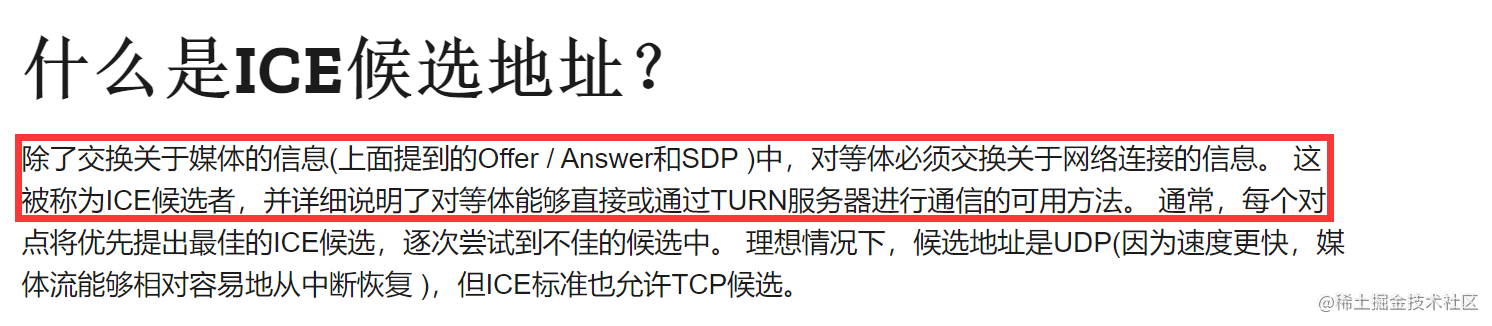 什么是ICE候选地址？
除了交换关于媒体的信息(上面提到的Offer / Answer和SDP )中，对等体必须交换关于网络连接的信息。 这
被称为ICE候选者，并详细说明了对等体能够直接或通过TURN服务器进行通信的可用方法。 通常，每个对
点将优先提出最佳的ICE候选，逐次尝试到不佳的候选中。 理想情况下，候选地址是UDP(因为速度更快，媒
体流能够相对容易地从中断恢复 )，但ICE标准也允许TCP候选。
@稀土掘金技术社区